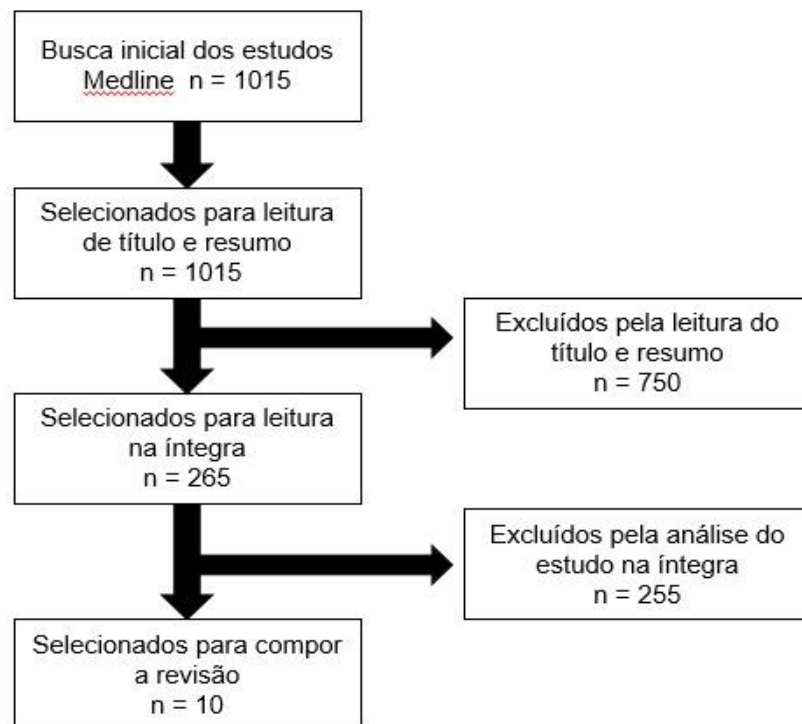 Busca inicial dos estudos
Medline n = 1015
Selecionados para leitura
de título e resumo
n = 1015
Excluídos pela leitura do
título e resumo
n = 750
Selecionados para leitura
na íntegra
n = 265
Excluídos pela análise do
estudo na íntegra
n = 255
Selecionados para compor
a revisão
n = 10